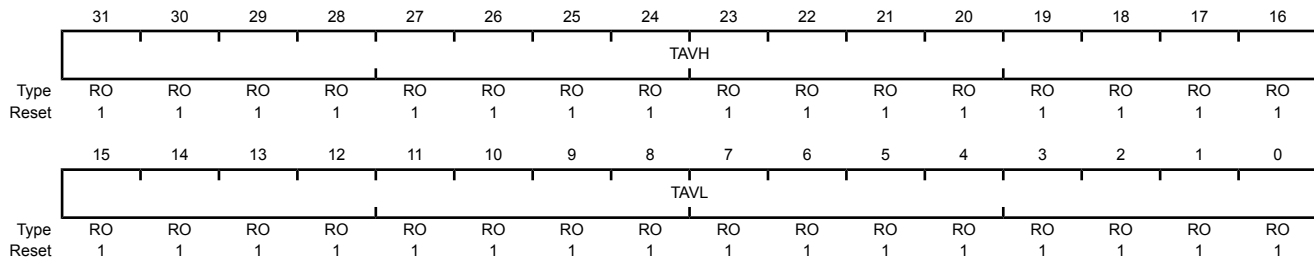 31 30 29 28 27 26 25 24 23 22 21 20 19 18 17 16
TAVH
Type RO RO RO RO RO RO RO RO RO RO RO RO RO RO RO RO
Reset 1 1 1 1 1 1 1 1 1 1 1 1 1 1 1 1
15 14 13 12 11 10 9 8 7 6 5 4 3 2 1 0
TAVL
Type RO RO RO RO RO RO RO RO RO RO RO RO RO RO RO RO
Reset 1 1 1 1 1 1 1 1 1 1 1 1 1 1 1 1